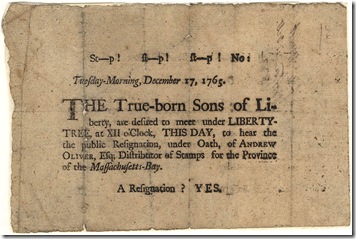 St—p! st—p! st—p! No:
Tuesday-Morning, December 17, 1765.
THE True-born Sons of Li-
berty, are desired to meet under LIBERTY-
TREE, at XII o'Clock, THIS DAY, to hear the
the public Resignation, under Oath, of ANDREW
OLIVER, Esq; Distributor of Stamps for the Province
of the Massachusetts-Bay.
A Resignation? YES.